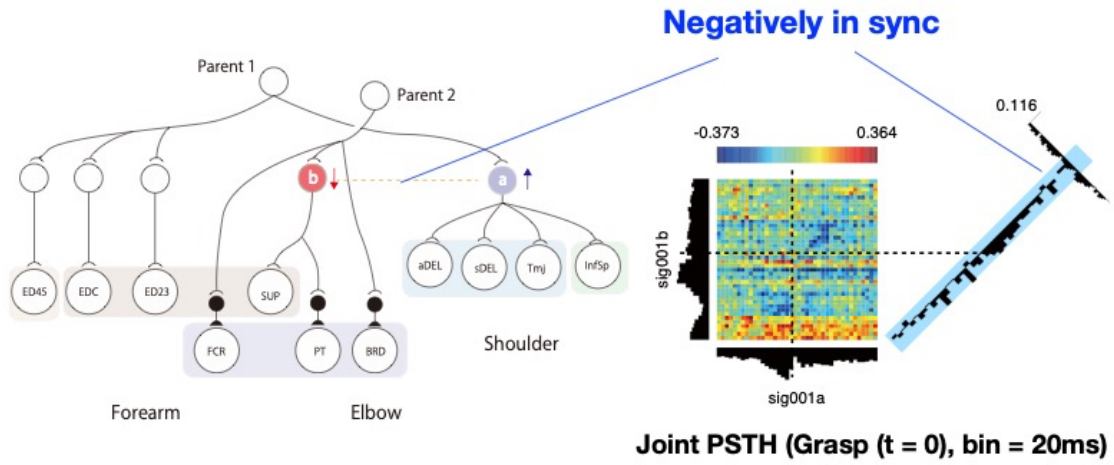 Negatively in sync
Parent 1
Parent 2
b
a
ED45
EDC
ED23
SUP
aDEL
sDEL
Tmj
InfSp
FCR
PT
BRD
Shoulder
Forearm
Elbow
-0.373
0.364
0.116
sig001b
sig001a
Joint PSTH (Grasp (t = 0), bin = 20ms)